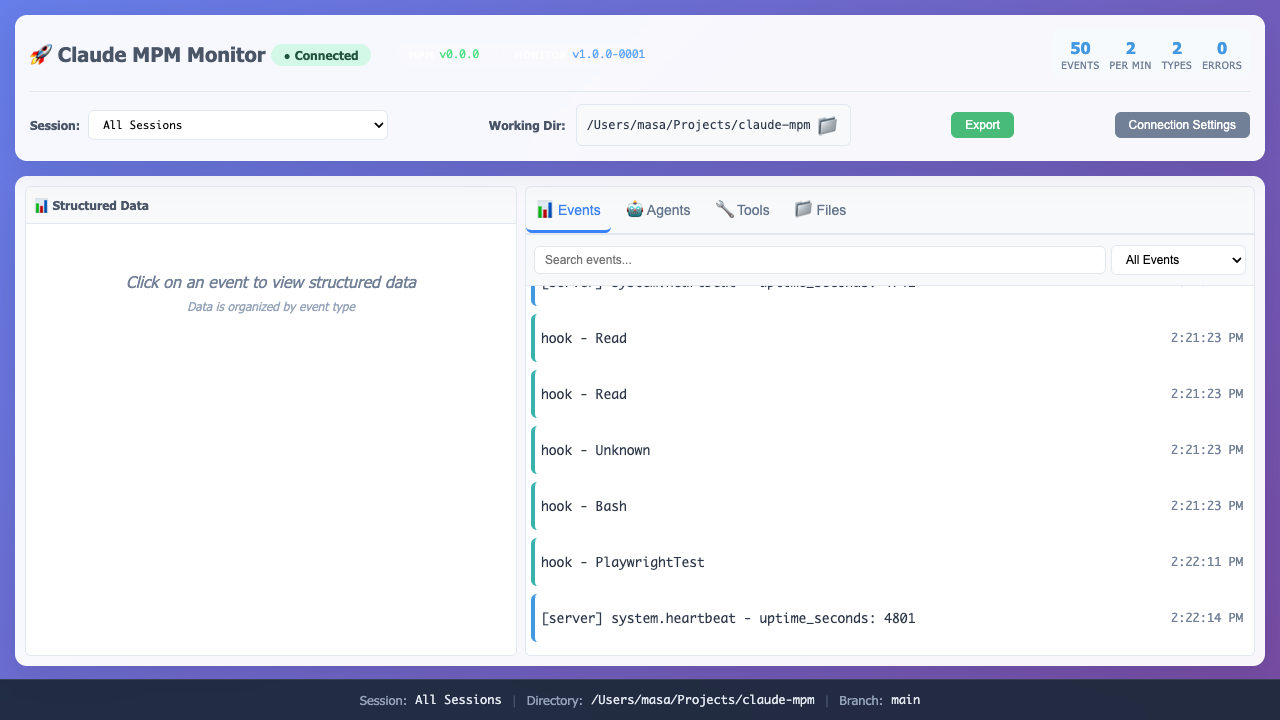 🚀 Claude MPM Monitor ● Connected v0.0.0 v1.0.0-0001
50 2 2 0
EVENTS PER MIN TYPES ERRORS
Session: All Sessions Working Dir: /Users/masa/Projects/claude-mpm 📁 Export Connection Settings
📊 Structured Data
Click on an event to view structured data
Data is organized by event type
📊 Events 🤖 Agents 🔧 Tools 📁 Files
Search events... All Events
hook - Read 2:21:23 PM
hook - Read 2:21:23 PM
hook - Unknown 2:21:23 PM
hook - Bash 2:21:23 PM
hook - PlaywrightTest 2:22:11 PM
[server] system.heartbeat - uptime_seconds: 4801 2:22:14 PM
Session: All Sessions | Directory: /Users/masa/Projects/claude-mpm | Branch: main